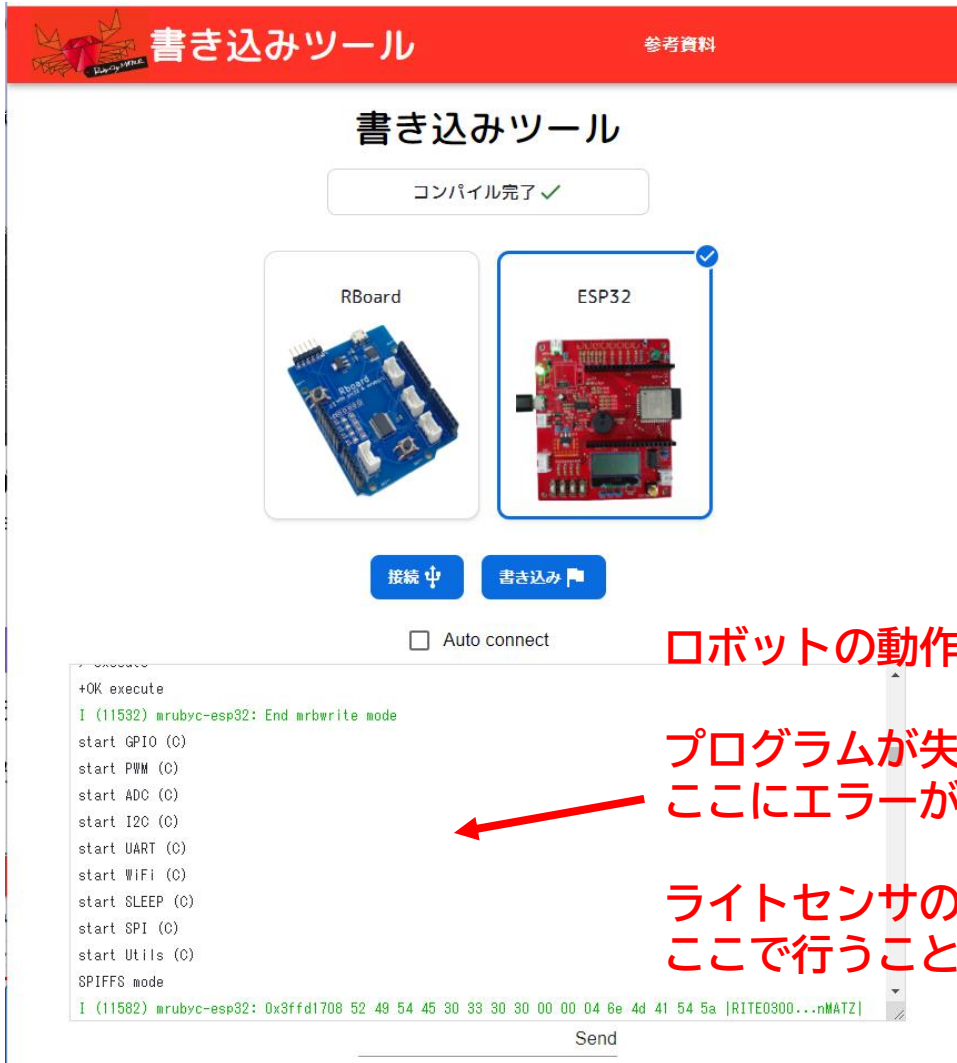 書き込みツール
参考資料
書き込みツール
コンパイル完了
RBoard
ESP32
Rboard
接続
書き込み
Auto connect
+OK execute
I (11532) mrubyc-esp32: End mrbwrite mode
start GPIO (C)
start PWM (C)
start ADC (C)
start I2C (C)
start UART (C)
start WiFi (C)
start SLEEP (C)
start SPI (C)
start Utils (C)
SPIFFS mode
I (11582) mrubyc-esp32: 0x3ffd1708 52 49 54 45 30 33 30 30 00 00 04 6e 4d 41 54 5a |RITE0300...nMATZ|
Send
ロボットの動作
プログラムが失
ここにエラーが
ライトセンサの
ここで行うこと